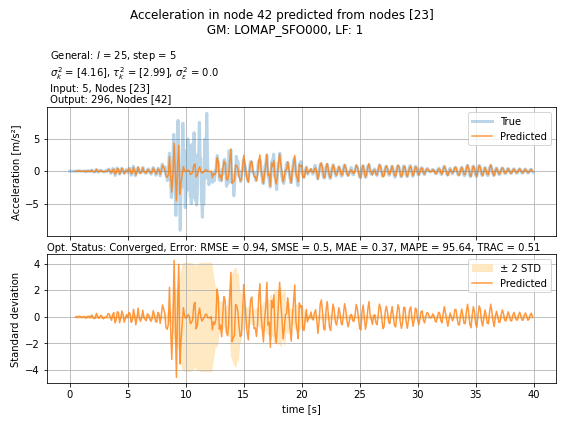 Acceleration in node 42 predicted from nodes [23]
GM: LOMAP_SFO000, LF: 1
General: l = 25, step = 5
σ²ₖ = [4.16], τ²ₖ = [2.99], σ²_ε = 0.0
Input: 5, Nodes [23]
Output: 296, Nodes [42]
True
Predicted
Acceleration [m/s²]
5
0
−5
Opt. Status: Converged, Error: RMSE = 0.94, SMSE = 0.5, MAE = 0.37, MAPE = 95.64, TRAC = 0.51
± 2 STD
Predicted
Standard deviation
4
2
0
−2
−4
0 5 10 15 20 25 30 35 40
time [s]